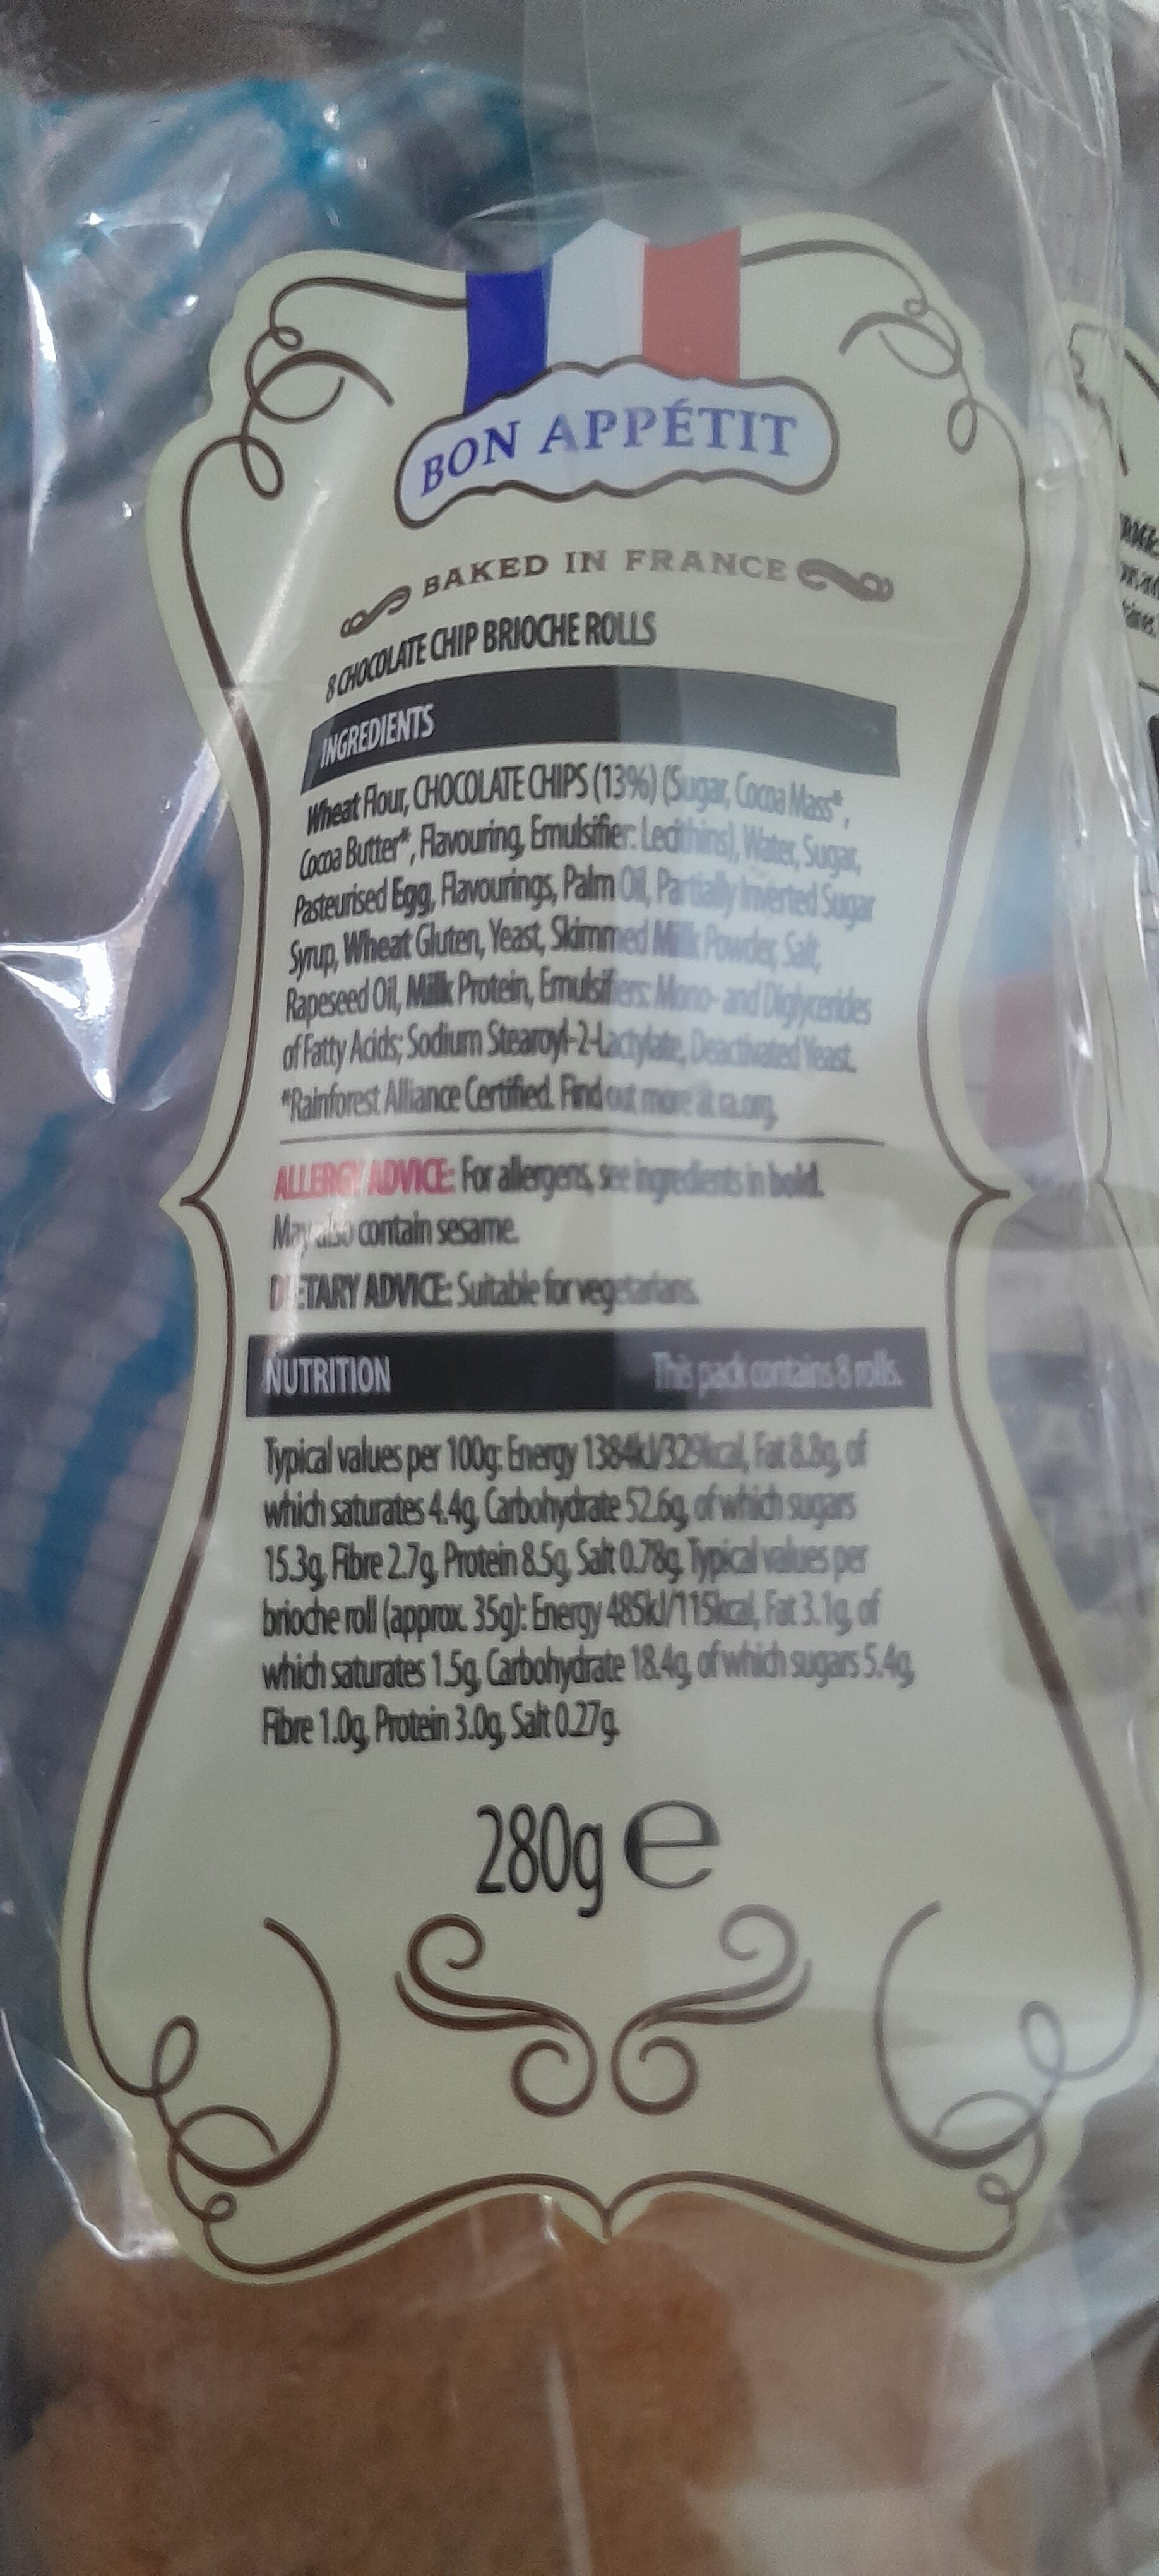 BON APPÉTIT
BAKED IN FRANCE
8 CHOCOLATE CHIP BRIOCHE ROLLS
INGREDIENTS
Wheat Flour, CHOCOLATE CHIPS (13%) (Sugar, Cocoa Mass*,
Cocoa Butter*, Flavouring, Emulsifier: Lecithins), Water, Sugar,
Pasteurised Egg, Flavourings, Palm Oil, Partially Inverted Sugar
Syrup, Wheat Gluten, Yeast, Skimmed Milk Powder, Salt,
Rapeseed Oil, Milk Protein, Emulsifiers: Mono- and Diglycerides
of Fatty Acids; Sodium Stearoyl-2-Lactylate, Deactivated Yeast.
*Rainforest Alliance Certified. Find out more at ra.org.
ALLERGY ADVICE: For allergens, see ingredients in bold.
May also contain sesame.
DIETARY ADVICE: Suitable for vegetarians.
NUTRITION This pack contains 8 rolls.
Typical values per 100g: Energy 1384kJ/329kcal, Fat 8.8g, of
which saturates 4.4g, Carbohydrate 52.6g, of which sugars
15.3g, Fibre 2.7g, Protein 8.5g, Salt 0.78g. Typical values per
brioche roll (approx. 35g): Energy 485kJ/115kcal, Fat 3.1g, of
which saturates 1.5g, Carbohydrate 18.4g, of which sugars 5.4g,
Fibre 1.0g, Protein 3.0g, Salt 0.27g.
280g e